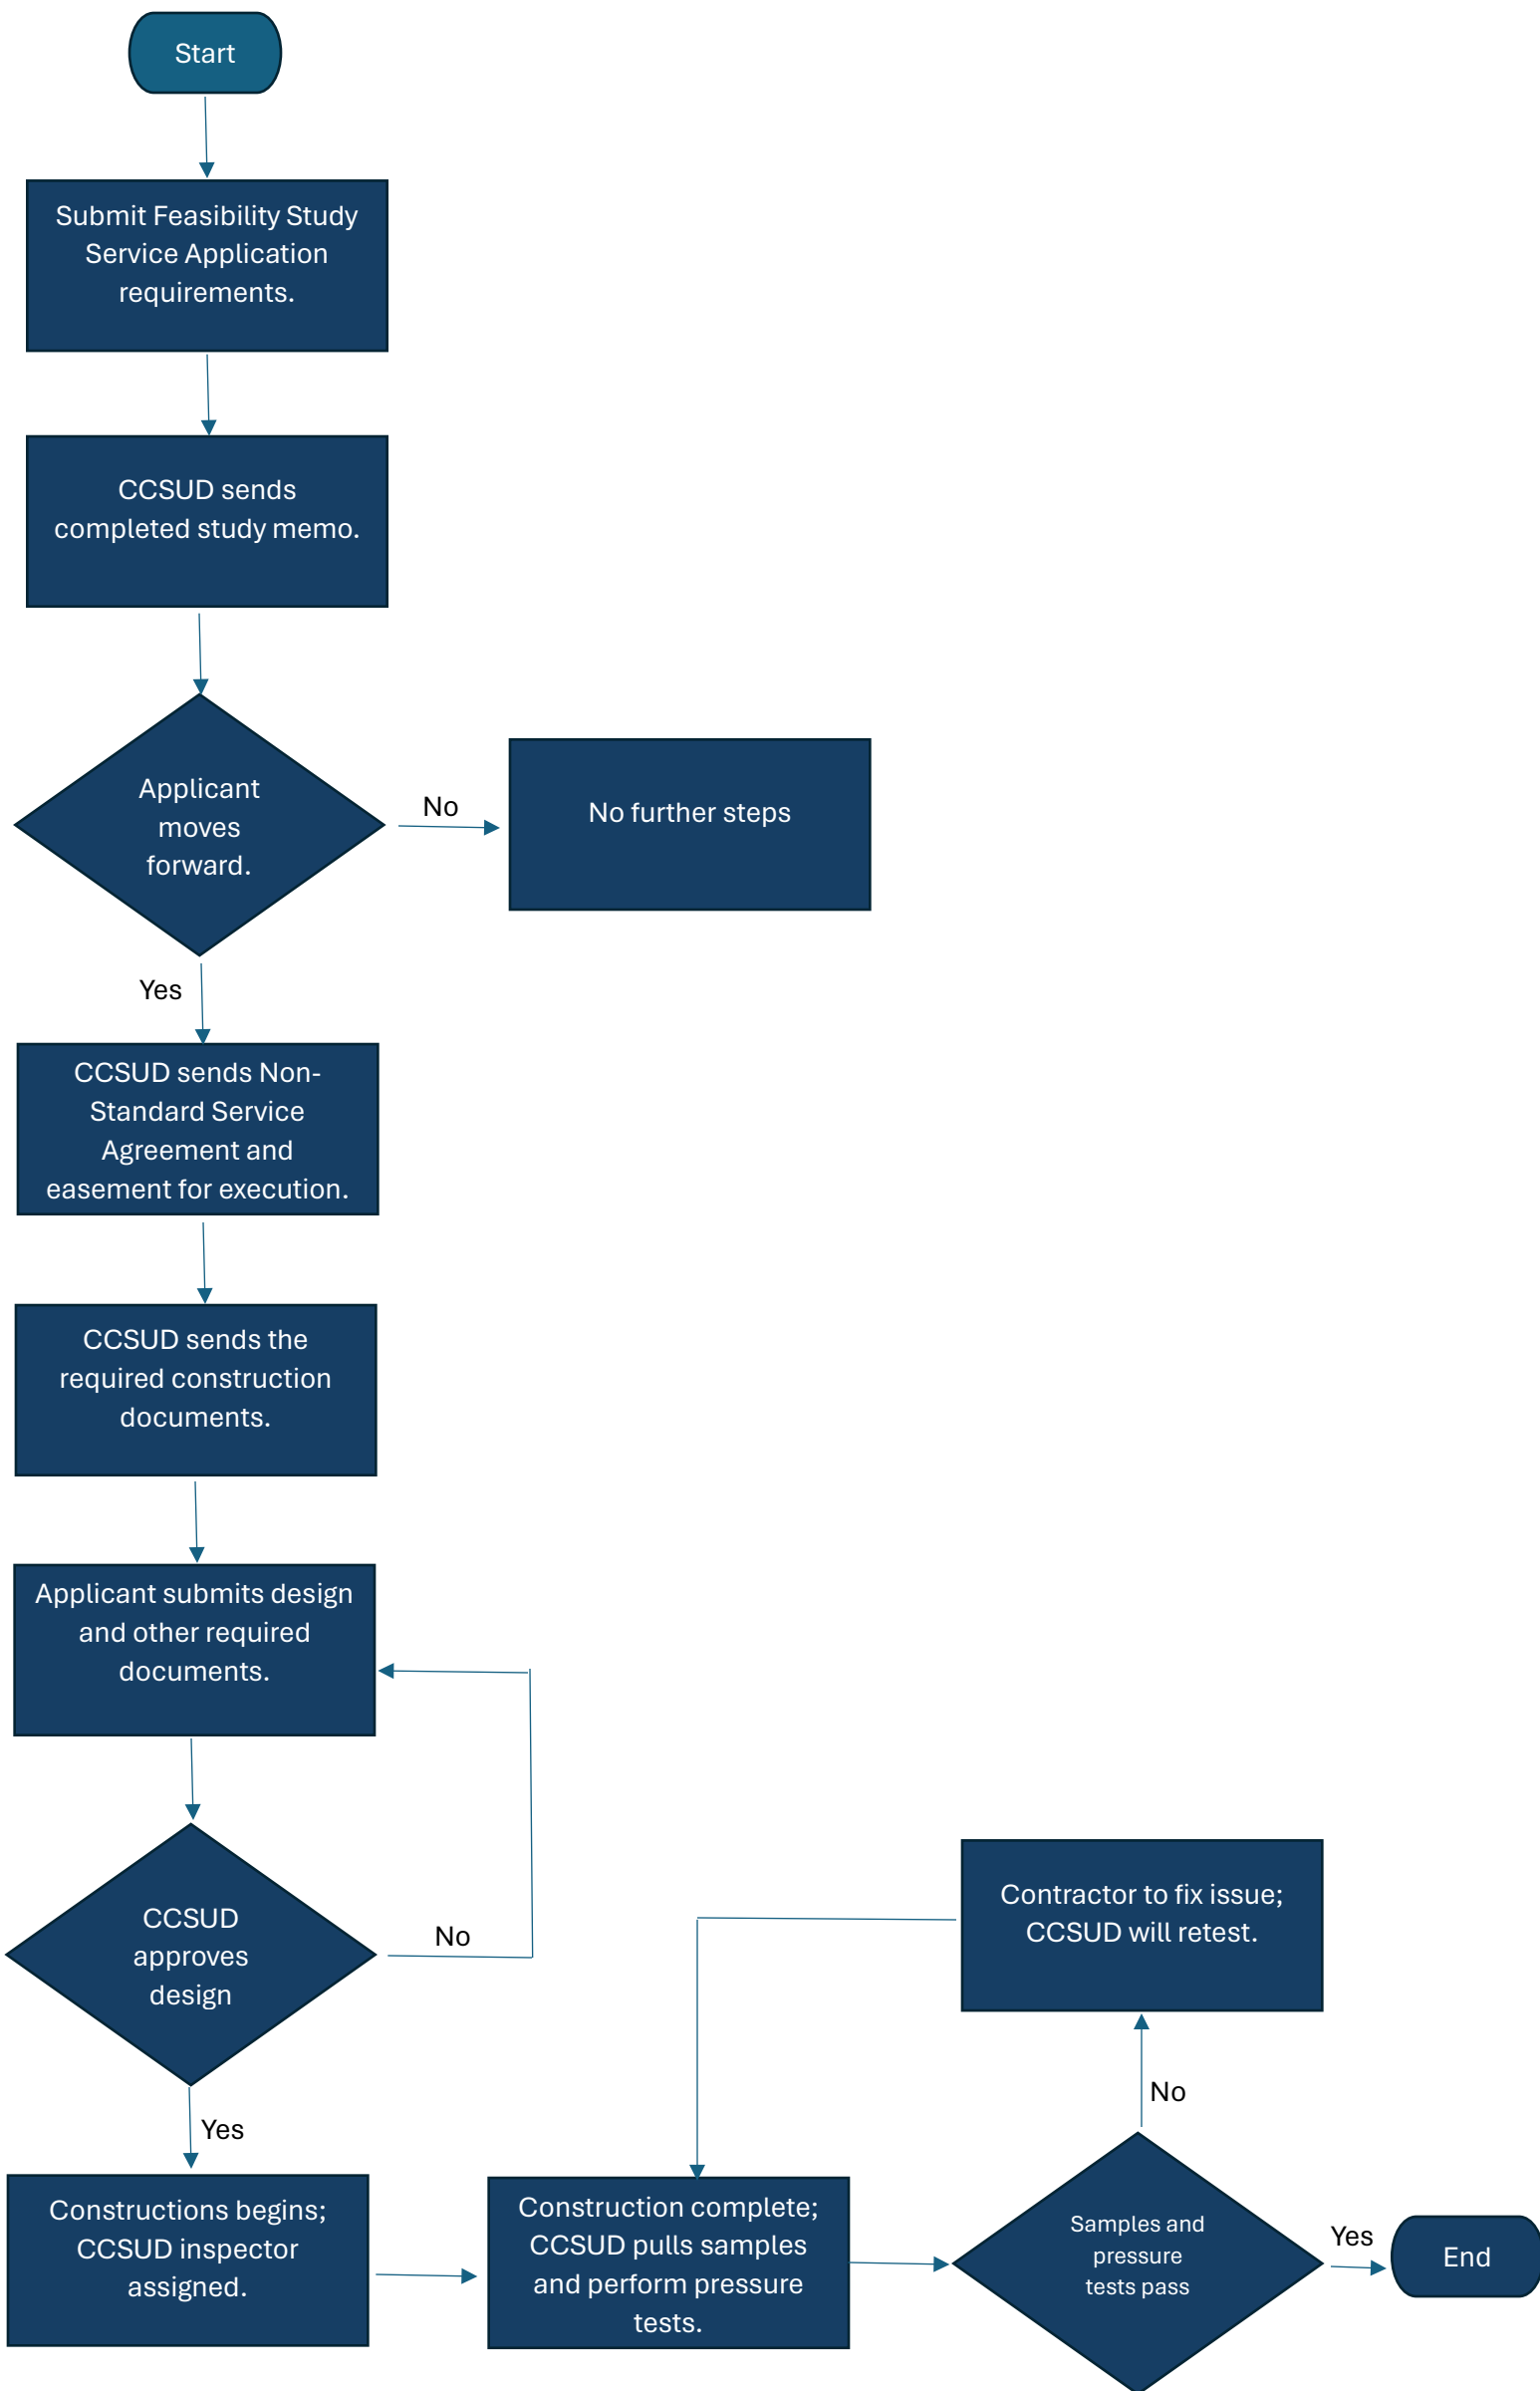 Start
Submit Feasibility Study
Service Application
requirements.
CCSUD sends
completed study memo.
Applicant
moves
forward.
No
No further steps
Yes
CCSUD sends Non-
Standard Service
Agreement and
easement for execution.
CCSUD sends the
required construction
documents.
Applicant submits design
and other required
documents.
CCSUD
approves
design
No
Yes
Constructions begins;
CCSUD inspector
assigned.
Construction complete;
CCSUD pulls samples
and perform pressure
tests.
Contractor to fix issue;
CCSUD will retest.
No
Samples and
pressure
tests pass
Yes
End